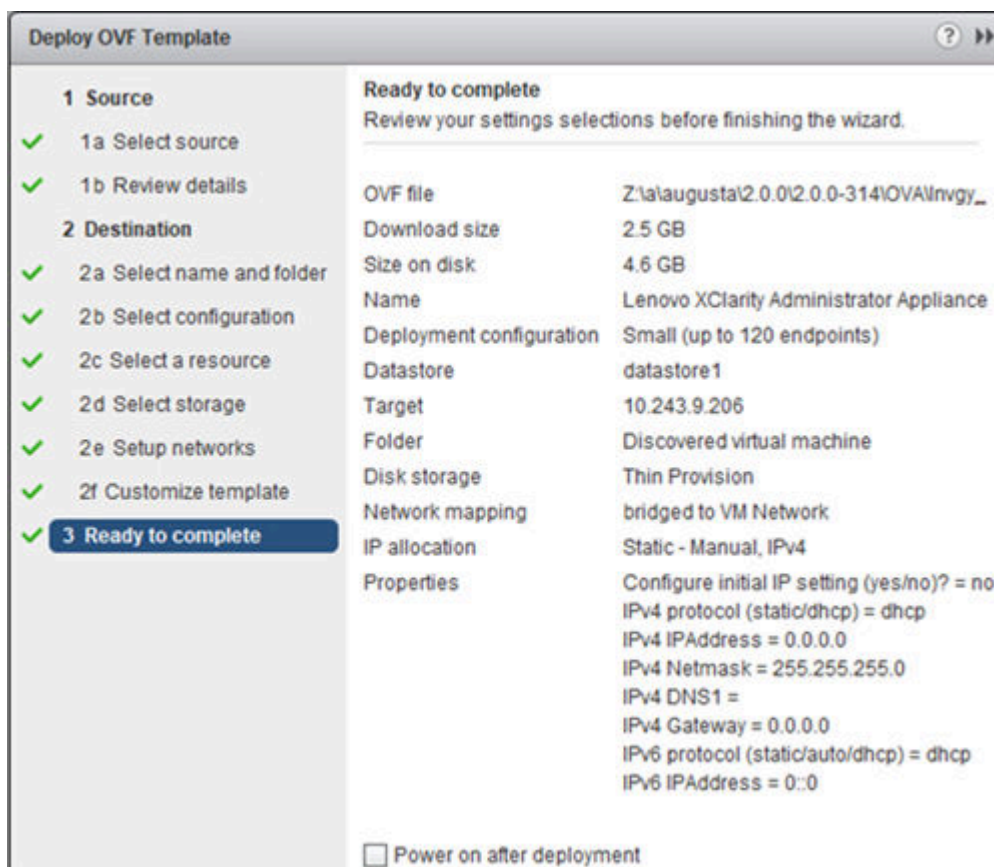 Deploy OVF Template
1 Source
1a Select source
1b Review details
2 Destination
2a Select name and folder
2b Select configuration
2c Select a resource
2d Select storage
2e Setup networks
2f Customize template
3 Ready to complete
Ready to complete
Review your settings selections before finishing the wizard.
OVF file Z:\a\augusta\2.0.0\2.0.0-314\OVA\Invgy_
Download size 2.5 GB
Size on disk 4.6 GB
Name Lenovo XClarity Administrator Appliance
Deployment configuration Small (up to 120 endpoints)
Datastore datastore1
Target 10.243.9.206
Folder Discovered virtual machine
Disk storage Thin Provision
Network mapping bridged to VM Network
IP allocation Static - Manual, IPv4
Properties Configure initial IP setting (yes/no)? = no
IPv4 protocol (static/dhcp) = dhcp
IPv4 IPAddress = 0.0.0.0
IPv4 Netmask = 255.255.255.0
IPv4 DNS1 =
IPv4 Gateway = 0.0.0.0
IPv6 protocol (static/auto/dhcp) = dhcp
IPv6 IPAddress = 0::0
Power on after deployment